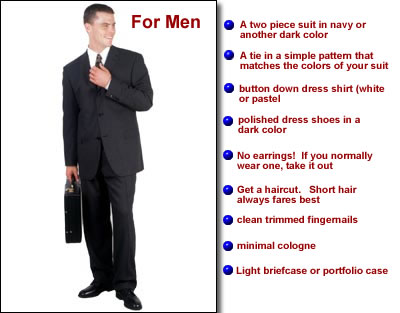 For Men
A two piece suit in navy or
another dark color
A tie in a simple pattern that
matches the colors of your suit
button down dress shirt (white
or pastel
polished dress shoes in a
dark color
No earrings! If you normally
wear one, take it out
Get a haircut. Short hair
always fares best
clean trimmed fingernails
minimal cologne
Light briefcase or portfolio case